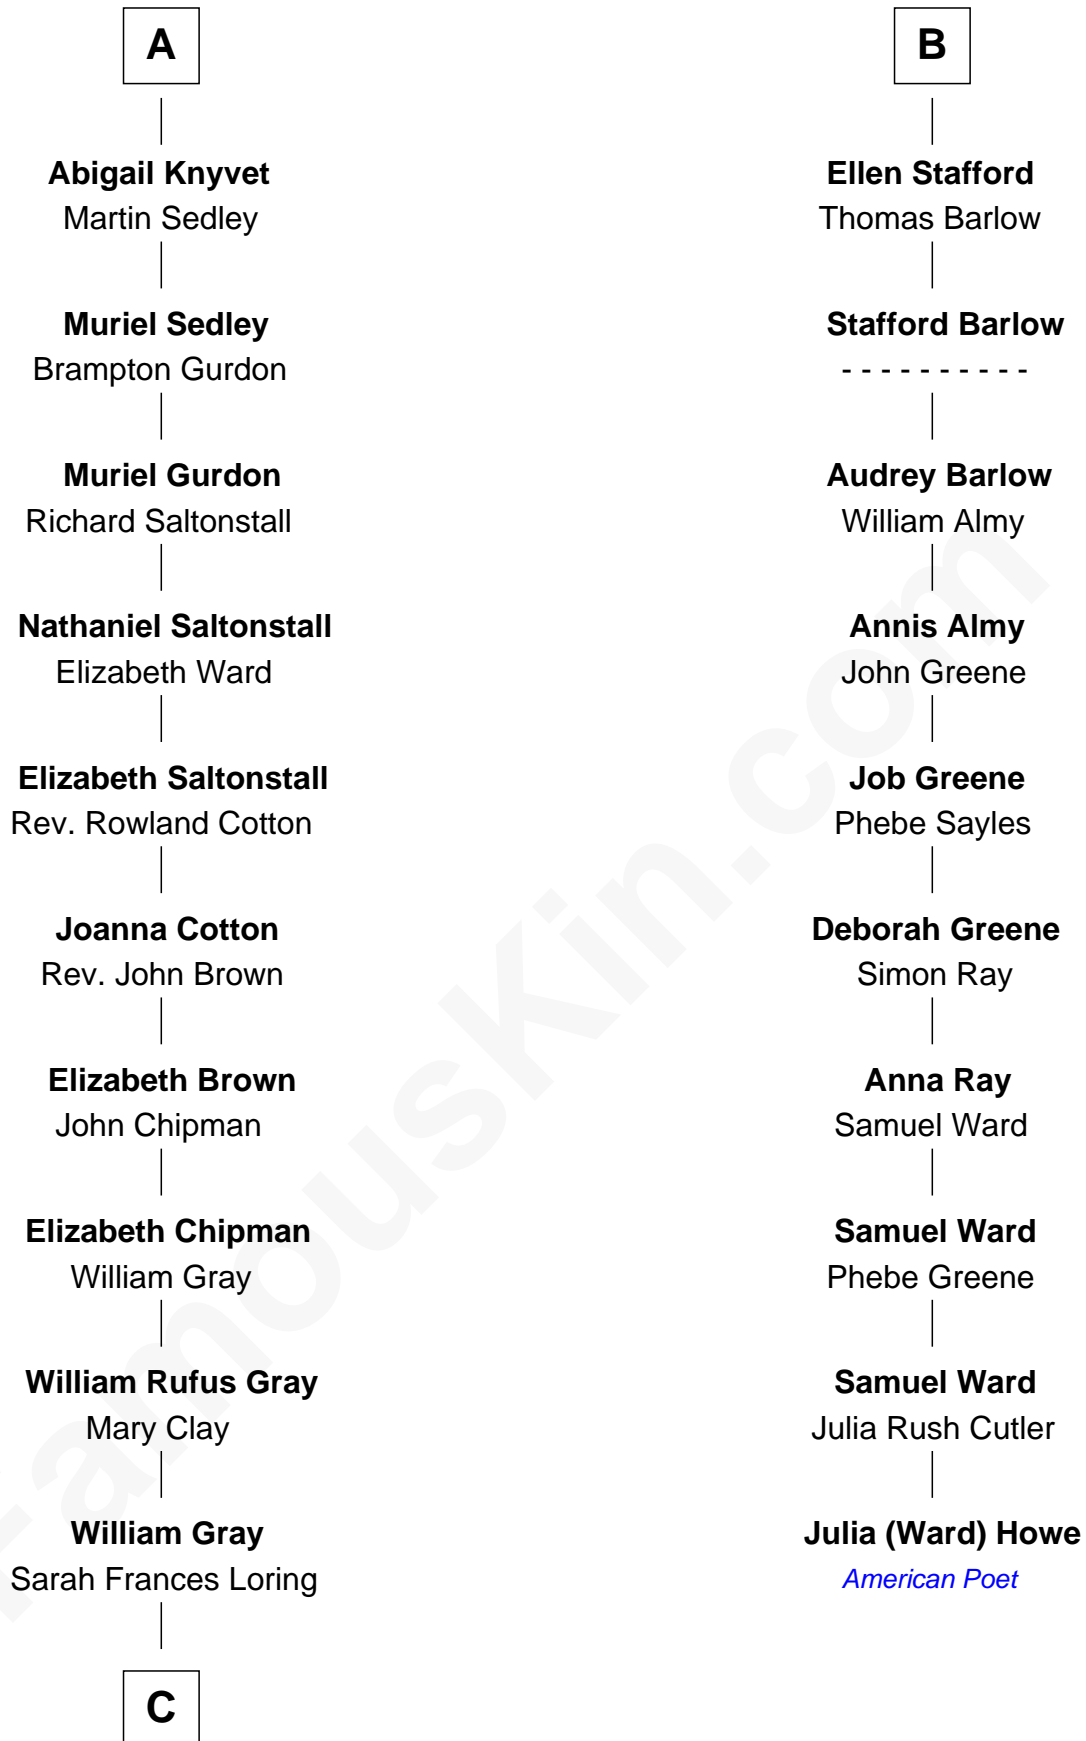 A
Abigail Knyvet
Martin Sedley
Muriel Sedley
Brampton Gurdon
Muriel Gurdon
Richard Saltonstall
Nathaniel Saltonstall
Elizabeth Ward
Elizabeth Saltonstall
Rev. Rowland Cotton
Joanna Cotton
Rev. John Brown
Elizabeth Brown
John Chipman
Elizabeth Chipman
William Gray
William Rufus Gray
Mary Clay
William Gray
Sarah Frances Loring
C
B
Ellen Stafford
Thomas Barlow
Stafford Barlow
- - - - - - - - - -
Audrey Barlow
William Almy
Annis Almy
John Greene
Job Greene
Phebe Sayles
Deborah Greene
Simon Ray
Anna Ray
Samuel Ward
Samuel Ward
Phebe Greene
Samuel Ward
Julia Rush Cutler
Julia (Ward) Howe
American Poet
FamousKin.com